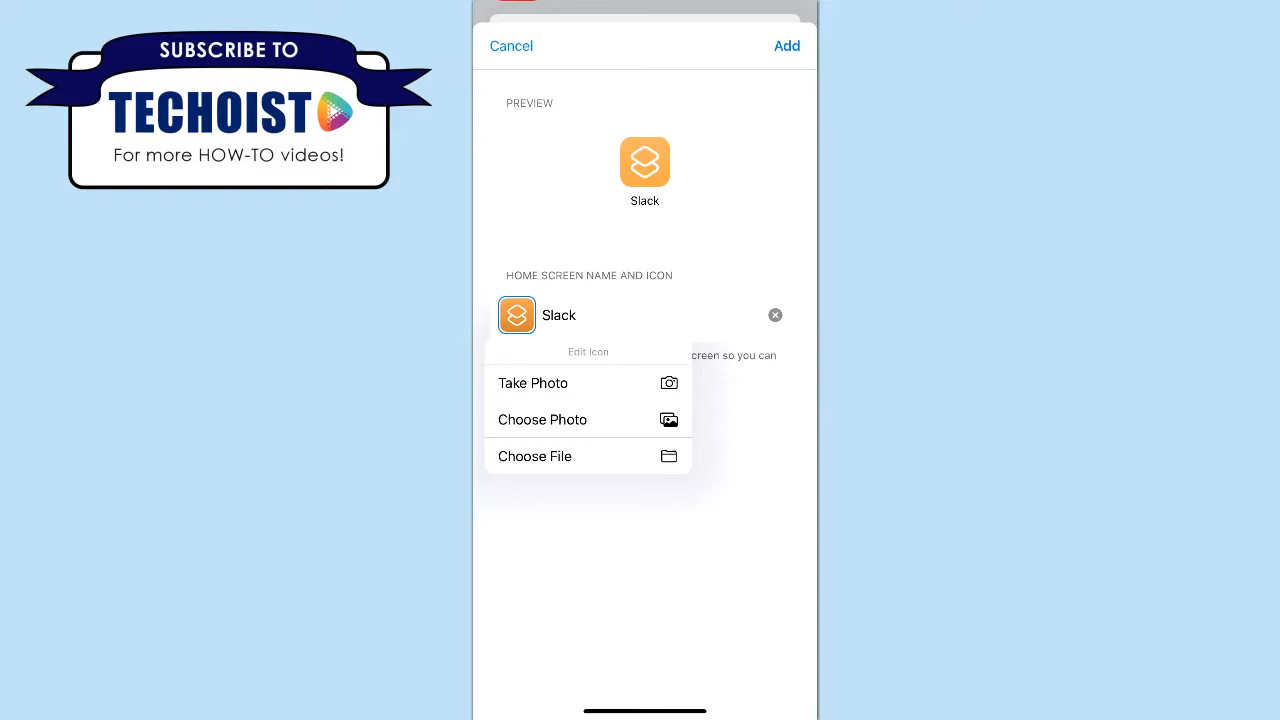 SUBSCRIBE TO
TECHOIST
For more HOW-TO videos!
Cancel
Add
PREVIEW
Slack
HOME SCREEN NAME AND ICON
Slack
Edit Icon
creen so you can
Take Photo
Choose Photo
Choose File